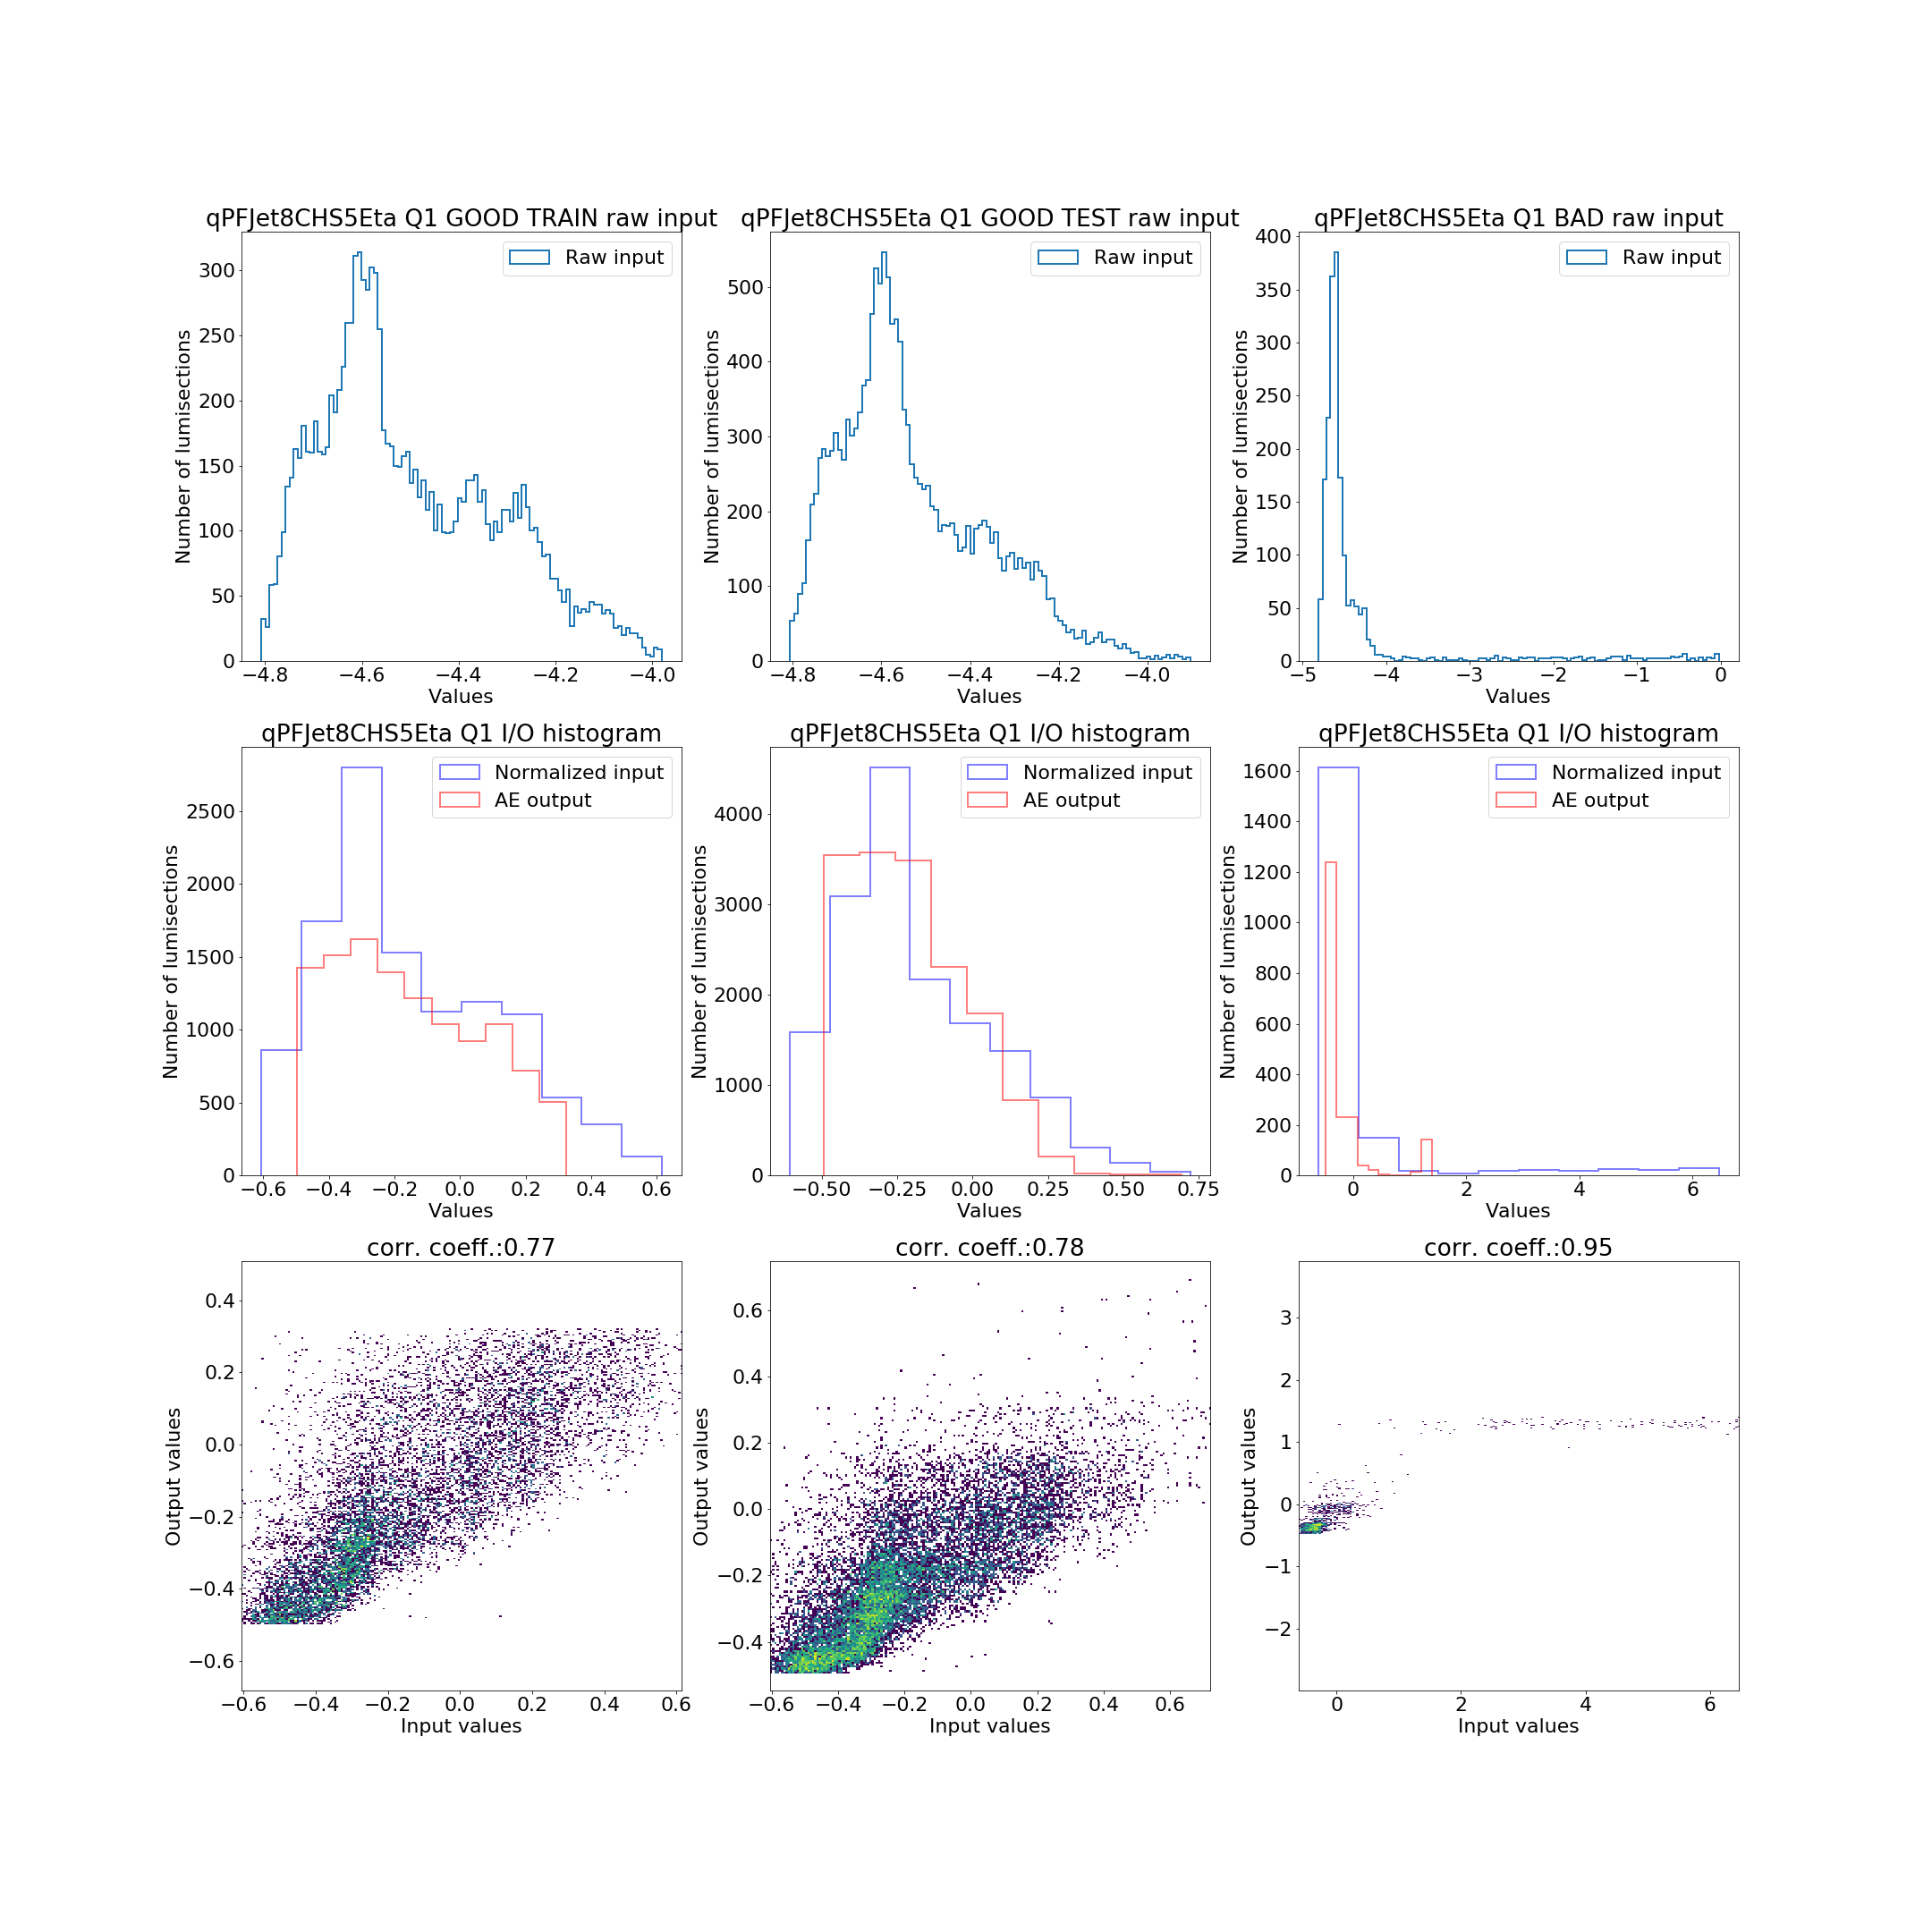 qPFJet8CHS5Eta Q1 GOOD TRAIN raw input
Raw input
Number of lumisections
300
250
200
150
100
50
0
−4.8 −4.6 −4.4 −4.2 −4.0
Values
qPFJet8CHS5Eta Q1 GOOD TEST raw input
Raw input
Number of lumisections
500
400
300
200
100
0
−4.8 −4.6 −4.4 −4.2 −4.0
Values
qPFJet8CHS5Eta Q1 BAD raw input
Raw input
Number of lumisections
400
350
300
250
200
150
100
50
0
−5 −4 −3 −2 −1 0
Values
qPFJet8CHS5Eta Q1 I/O histogram
Normalized input
AE output
Number of lumisections
2500
2000
1500
1000
500
0
−0.6 −0.4 −0.2 0.0 0.2 0.4 0.6
Values
qPFJet8CHS5Eta Q1 I/O histogram
Normalized input
AE output
Number of lumisections
4000
3000
2000
1000
0
−0.50 −0.25 0.00 0.25 0.50 0.75
Values
qPFJet8CHS5Eta Q1 I/O histogram
Normalized input
AE output
Number of lumisections
1600
1400
1200
1000
800
600
400
200
0
0 2 4 6
Values
corr. coeff.:0.77
Output values
0.4
0.2
0.0
−0.2
−0.4
−0.6
−0.6 −0.4 −0.2 0.0 0.2 0.4 0.6
Input values
corr. coeff.:0.78
Output values
0.6
0.4
0.2
0.0
−0.2
−0.4
−0.6 −0.4 −0.2 0.0 0.2 0.4 0.6
Input values
corr. coeff.:0.95
Output values
3
2
1
0
−1
−2
0 2 4 6
Input values